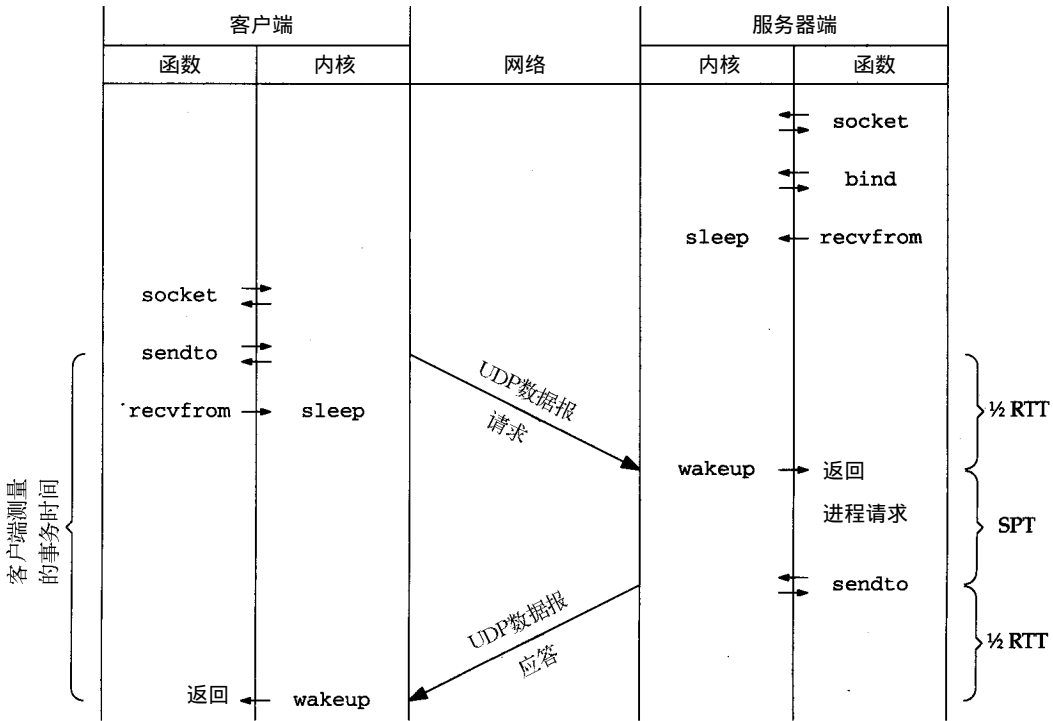 客户端
服务器端
函数
内核
网络
内核
函数
socket
bind
sleep
recvfrom
socket
sendto
UDP数据报
请求
recvfrom
sleep
½ RTT
wakeup
返回
进程请求
SPT
客户端测量
的事务时间
sendto
UDP数据报
应答
½ RTT
返回
wakeup